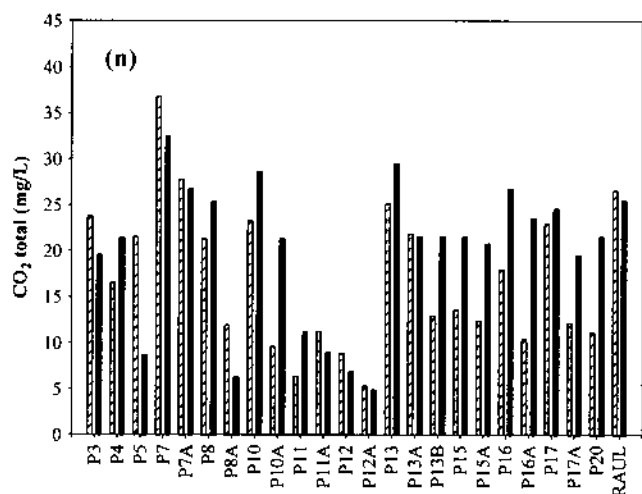 (n)
CO₂ total (mg/L)
45
40
35
30
25
20
15
10
5
0
P3
P4
P5
P7
P7A
P8
P8A
P10
P10A
P11
P11A
P12
P12A
P13
P13A
P13B
P15
P15A
P16
P16A
P17
P17A
P20
RAUL